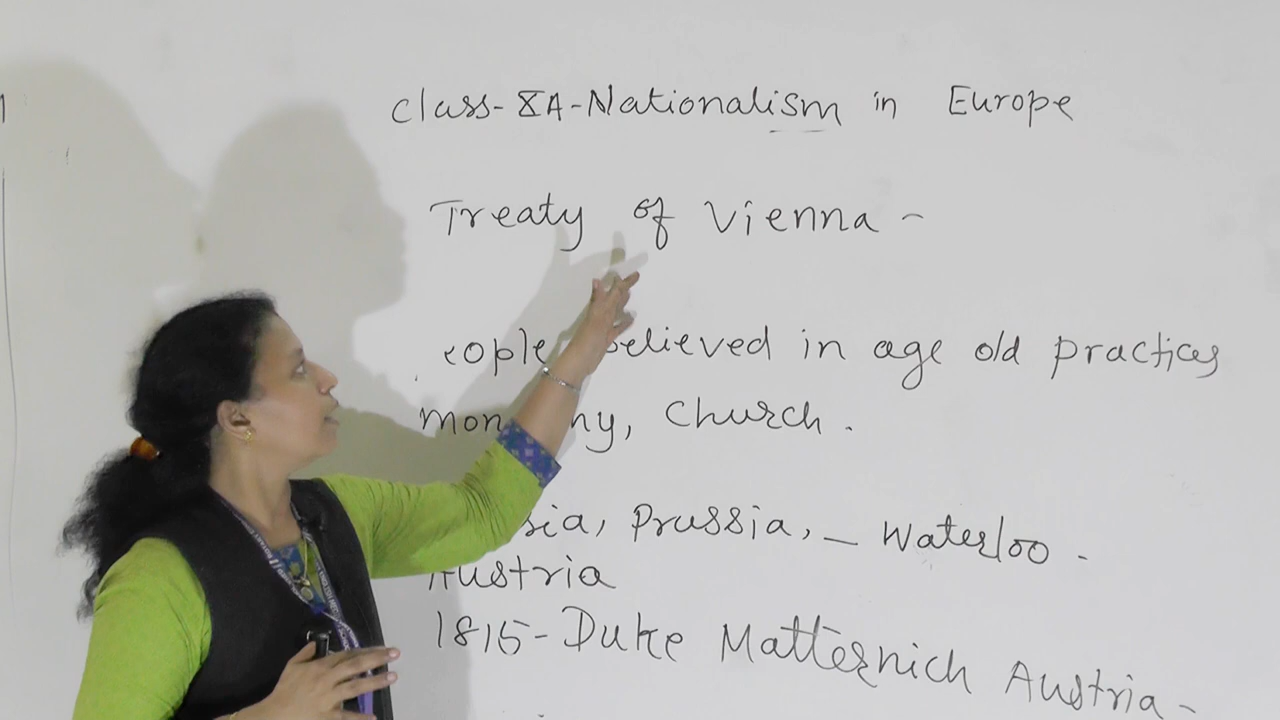 Class-XA-Nationalism in Europe
Treaty of Vienna -
believed in age old practices
Church.
Prussia, - Waterloo -
Austria
1815-Duke Matternich Austria-